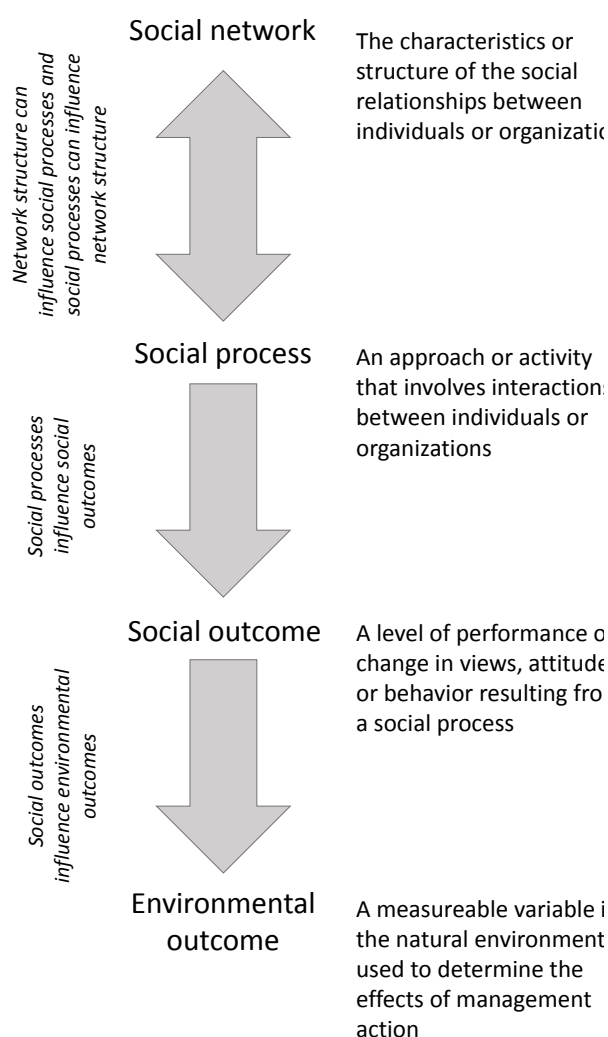 Social network
The characteristics or
structure of the social
relationships between
individuals or
Network structure can
influence social processes and
social processes can influence
network structure
Social process
An approach or activity
that involves interactions
between individuals or
organizations
Social processes
influence social
outcomes
Social outcome
A level of performance
change in views,
or behavior resulting
a social process
Social outcomes
influence environmental
outcomes
Environmental
outcome
A measureable variable
the natural environment
used to determine the
effects of management
action